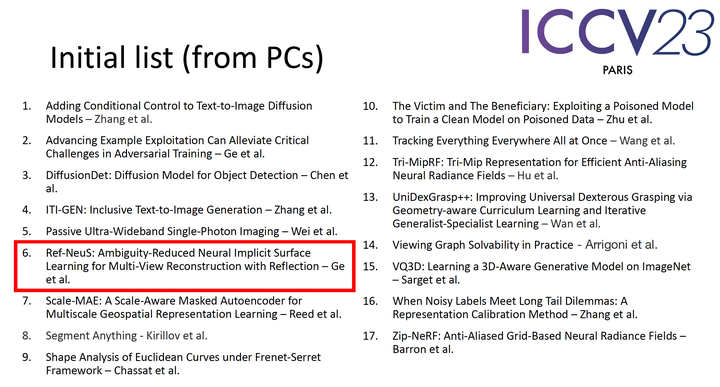 ICCV23
PARIS
Initial list (from PCs)
1. Adding Conditional Control to Text-to-Image Diffusion
Models – Zhang et al.
2. Advancing Example Exploitation Can Alleviate Critical
Challenges in Adversarial Training – Ge et al.
3. DiffusionDet: Diffusion Model for Object Detection – Chen et
al.
4. ITI-GEN: Inclusive Text-to-Image Generation – Zhang et al.
5. Passive Ultra-Wideband Single-Photon Imaging – Wei et al.
6. Ref-NeuS: Ambiguity-Reduced Neural Implicit Surface
Learning for Multi-View Reconstruction with Reflection – Ge
et al.
7. Scale-MAE: A Scale-Aware Masked Autoencoder for
Multiscale Geospatial Representation Learning – Reed et al.
8. Segment Anything - Kirillov et al.
9. Shape Analysis of Euclidean Curves under Frenet-Serret
Framework – Chassat et al.
10. The Victim and The Beneficiary: Exploiting a Poisoned Model
to Train a Clean Model on Poisoned Data – Zhu et al.
11. Tracking Everything Everywhere All at Once – Wang et al.
12. Tri-MipRF: Tri-Mip Representation for Efficient Anti-Aliasing
Neural Radiance Fields – Hu et al.
13. UniDexGrasp++: Improving Universal Dexterous Grasping via
Geometry-aware Curriculum Learning and Iterative
Generalist-Specialist Learning – Wan et al.
14. Viewing Graph Solvability in Practice - Arrigoni et al.
15. VQ3D: Learning a 3D-Aware Generative Model on ImageNet
– Sarget et al.
16. When Noisy Labels Meet Long Tail Dilemmas: A
Representation Calibration Method – Zhang et al.
17. Zip-NeRF: Anti-Aliased Grid-Based Neural Radiance Fields –
Barron et al.